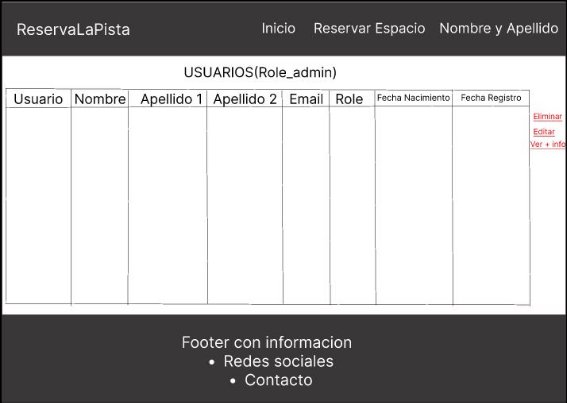 ReservaLaPista Inicio Reservar Espacio Nombre y Apellido
USUARIOS(Role_admin)
Usuario Nombre Apellido 1 Apellido 2 Email Role Fecha Nacimiento Fecha Registro
Eliminar
Editar
Ver + info
Footer con informacion
• Redes sociales
• Contacto